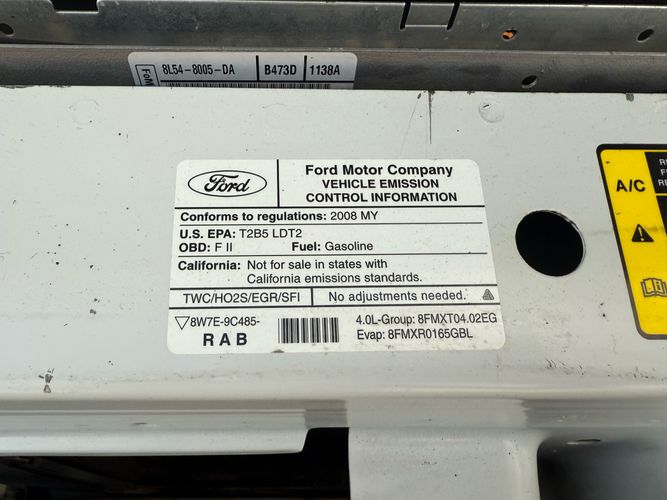 FoM 8L54-8005-DA B473D 1138A
Ford
Ford Motor Company
VEHICLE EMISSION
CONTROL INFORMATION
Conforms to regulations: 2008 MY
U.S. EPA: T2B5 LDT2
OBD: F II Fuel: Gasoline
California: Not for sale in states with
California emissions standards.
TWC/HO2S/EGR/SFI No adjustments needed.
8W7E-9C485-
RAB
4.0L-Group: 8FMXT04.02EG
Evap: 8FMXR0165GBL
A/C